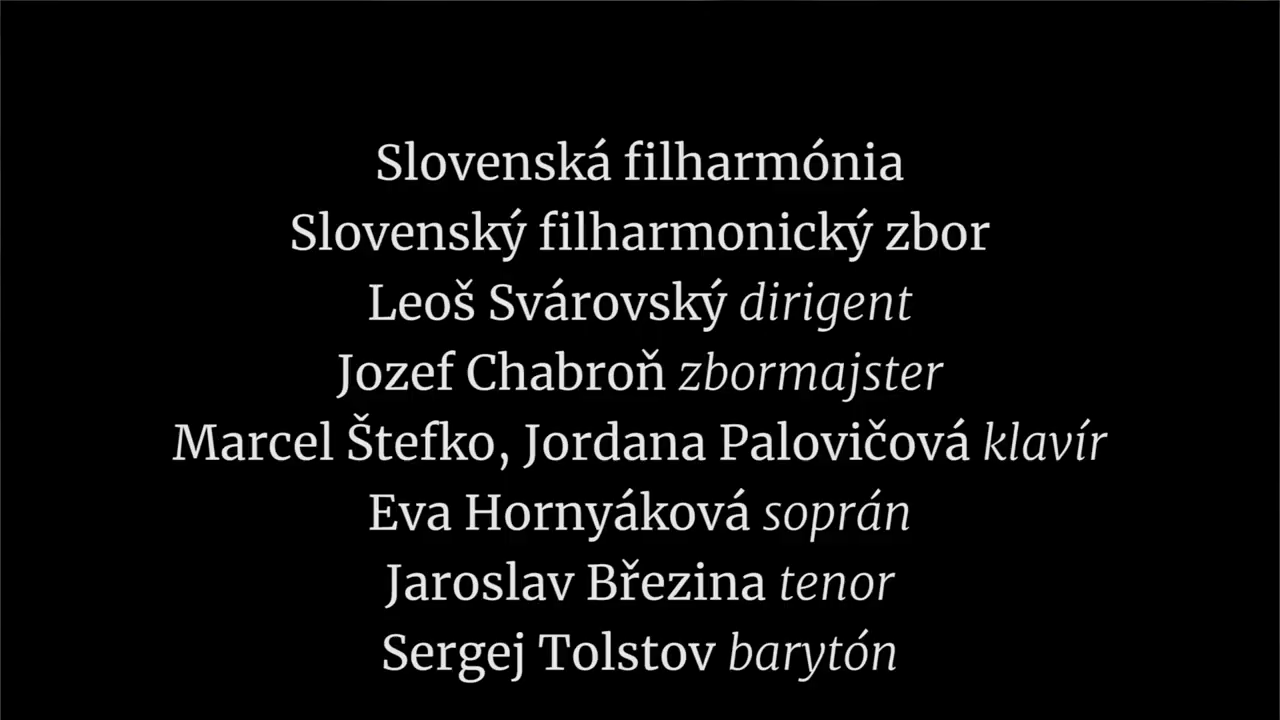 Slovenská filharmónia
Slovenský filharmonický zbor
Leoš Svárovský dirigent
Jozef Chabroň zbormajster
Marcel Štefko, Jordana Palovičová klavír
Eva Hornyáková soprán
Jaroslav Březina tenor
Sergej Tolstov barytón